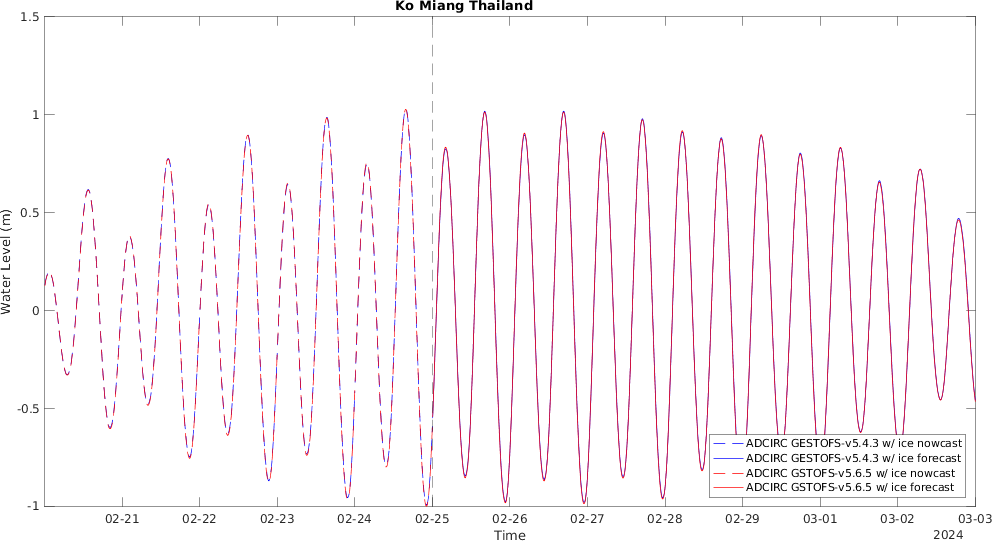 Ko Miang Thailand
1.5
1
0.5
0
-0.5
-1
Water Level (m)
ADCIRC GESTOFS-v5.4.3 w/ ice nowcast
ADCIRC GESTOFS-v5.4.3 w/ ice forecast
ADCIRC GSTOFS-v5.6.5 w/ ice nowcast
ADCIRC GSTOFS-v5.6.5 w/ ice forecast
02-21 02-22 02-23 02-24 02-25 02-26 02-27 02-28 02-29 03-01 03-02 03-03
Time
2024